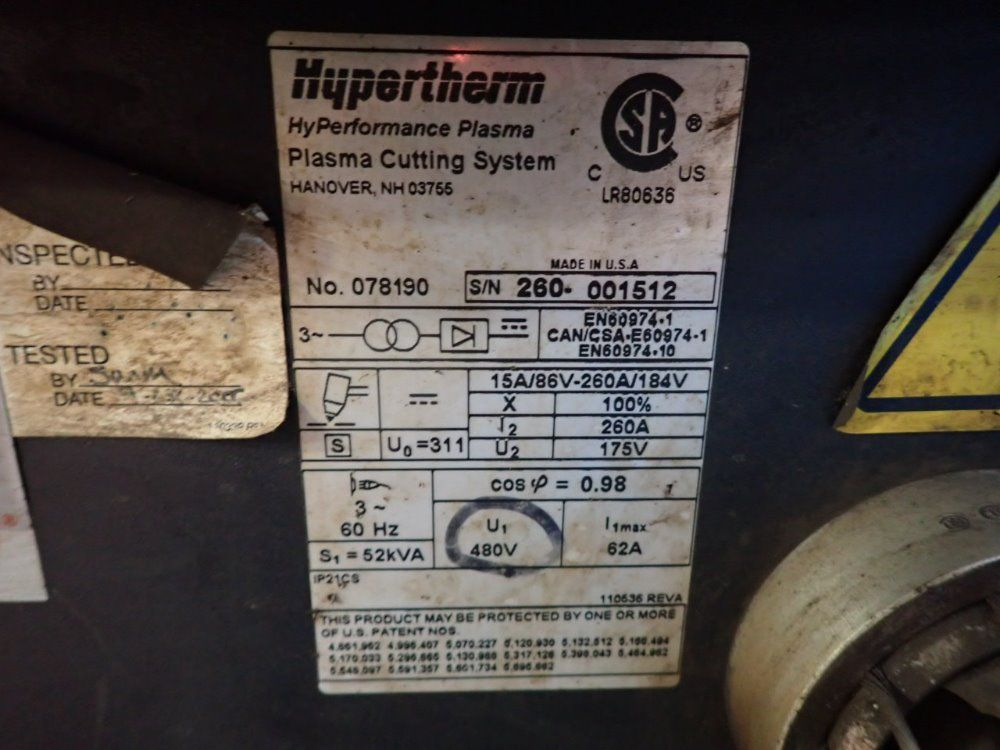 Hypertherm
HyPerformance Plasma
Plasma Cutting System
HANOVER, NH 03755
CSA ®
C US
LR80636
MADE IN U.S.A
No. 078190
S/N 260- 001512
3~
EN60974-1
CAN/CSA-E60974-1
EN60974-10
15A/86V-260A/184V
X 100%
I2 260A
S U0=311 U2 175V
3~
60 Hz
cos φ = 0.98
U1
480V
I1max
62A
S1 = 52kVA
IP21CS
110636 REVA
THIS PRODUCT MAY BE PROTECTED BY ONE OR MORE
OF U.S. PATENT NOS.
NSPECTED
BY
DATE
TESTED
BY
DATE